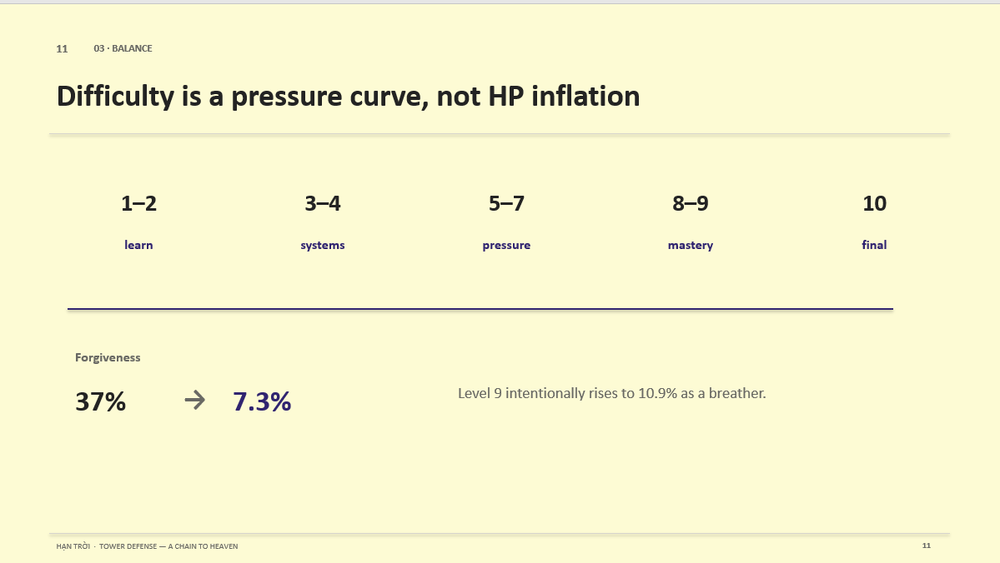 11 03 · BALANCE
Difficulty is a pressure curve, not HP inflation
1–2 3–4 5–7 8–9 10
learn systems pressure mastery final
Forgiveness
37% → 7.3%
Level 9 intentionally rises to 10.9% as a breather.
HẠN TRỜI · TOWER DEFENSE — A CHAIN TO HEAVEN 11